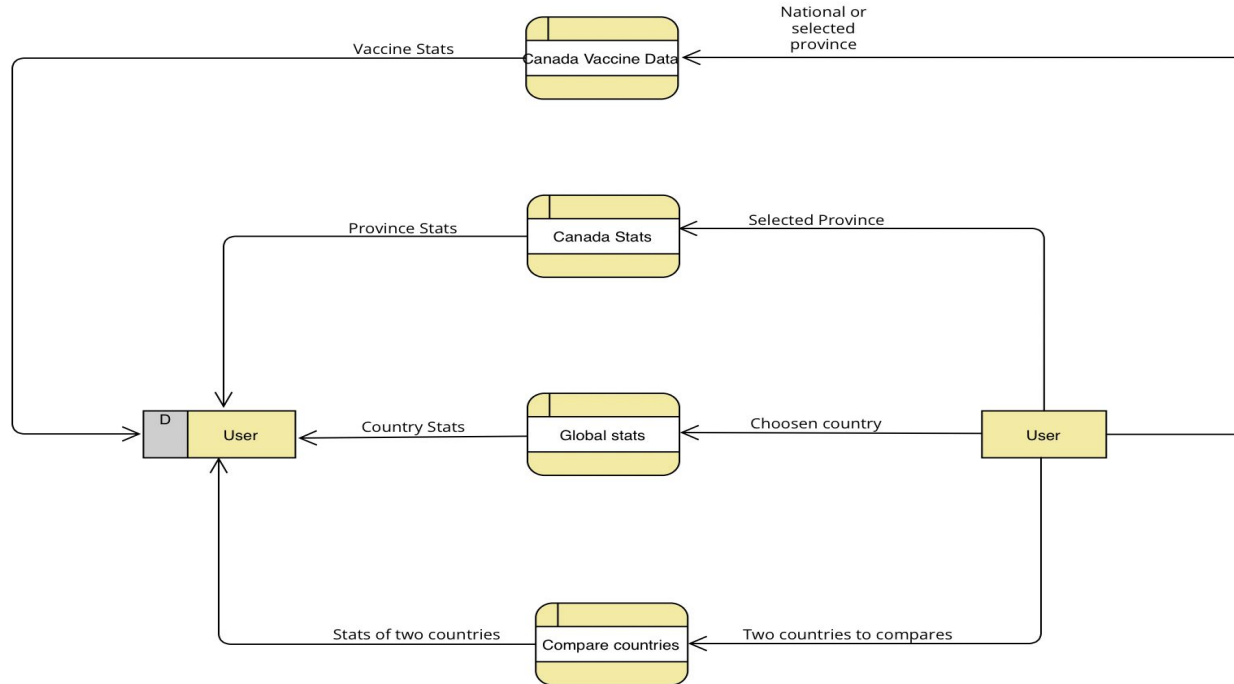 National or
selected
province
Vaccine Stats
Canada Vaccine Data
Province Stats
Canada Stats
Selected Province
D
User
Country Stats
Global stats
Choosen country
User
Stats of two countries
Compare countries
Two countries to compares